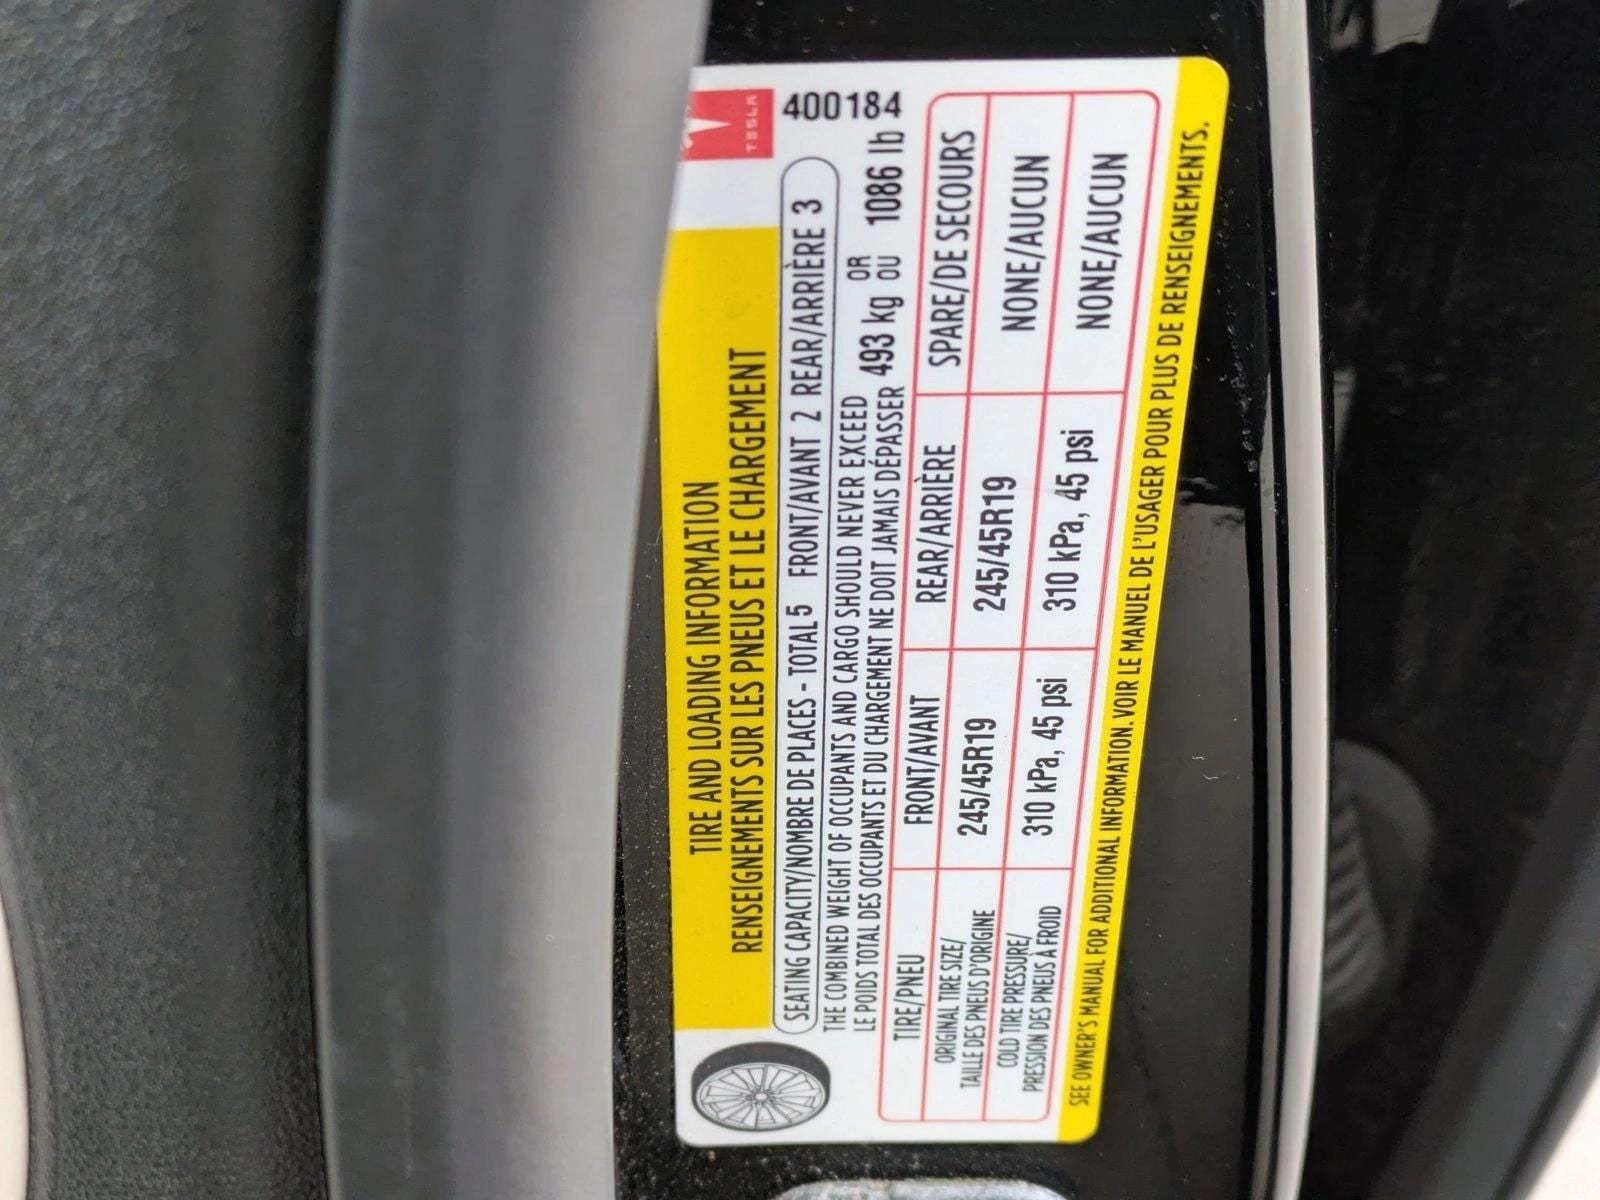 TESLA
400184
TIRE AND LOADING INFORMATION
RENSEIGNEMENTS SUR LES PNEUS ET LE CHARGEMENT
SEATING CAPACITY/NOMBRE DE PLACES - TOTAL 5 FRONT/AVANT 2 REAR/ARRIÈRE 3
THE COMBINED WEIGHT OF OCCUPANTS AND CARGO SHOULD NEVER EXCEED
LE POIDS TOTAL DES OCCUPANTS ET DU CHARGEMENT NE DOIT JAMAIS DÉPASSER 493 kg OR OU 1086 lb
TIRE/PNEU FRONT/AVANT REAR/ARRIÈRE SPARE/DE SECOURS
ORIGINAL TIRE SIZE/
TAILLE DES PNEUS D'ORIGINE 245/45R19 245/45R19 NONE/AUCUN
COLD TIRE PRESSURE/
PRESSION DES PNEUS À FROID 310 kPa, 45 psi 310 kPa, 45 psi NONE/AUCUN
SEE OWNER'S MANUAL FOR ADDITIONAL INFORMATION. VOIR LE MANUEL DE L'USAGER POUR PLUS DE RENSEIGNEMENTS.